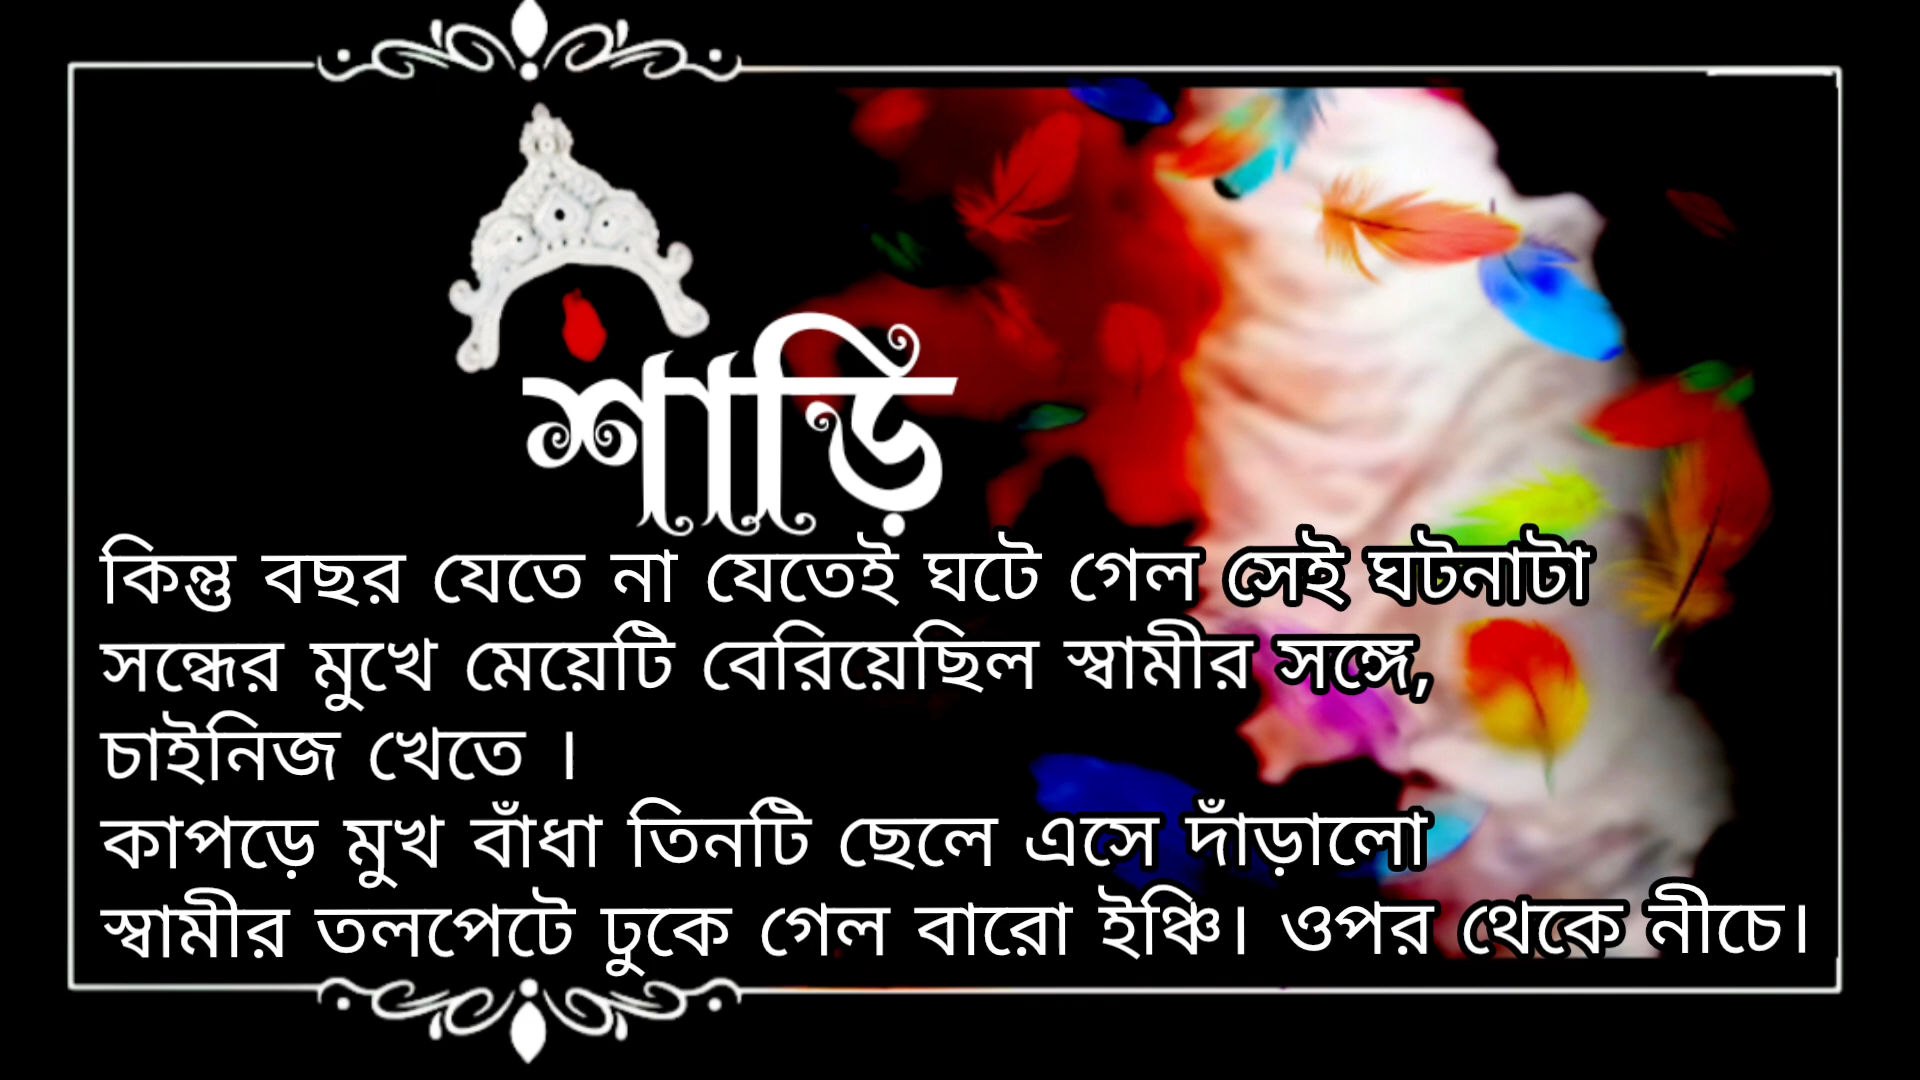 শাড়ি
কিন্তু বছর যেতে না যেতেই ঘটে গেল সেই ঘটনাটা
সন্ধের মুখে মেয়েটি বেরিয়েছিল স্বামীর সঙ্গে,
চাইনিজ খেতে ।
কাপড়ে মুখ বাঁধা তিনটি ছেলে এসে দাঁড়ালো
স্বামীর তলপেটে ঢুকে গেল বারো ইঞ্চি। ওপর থেকে নীচে।